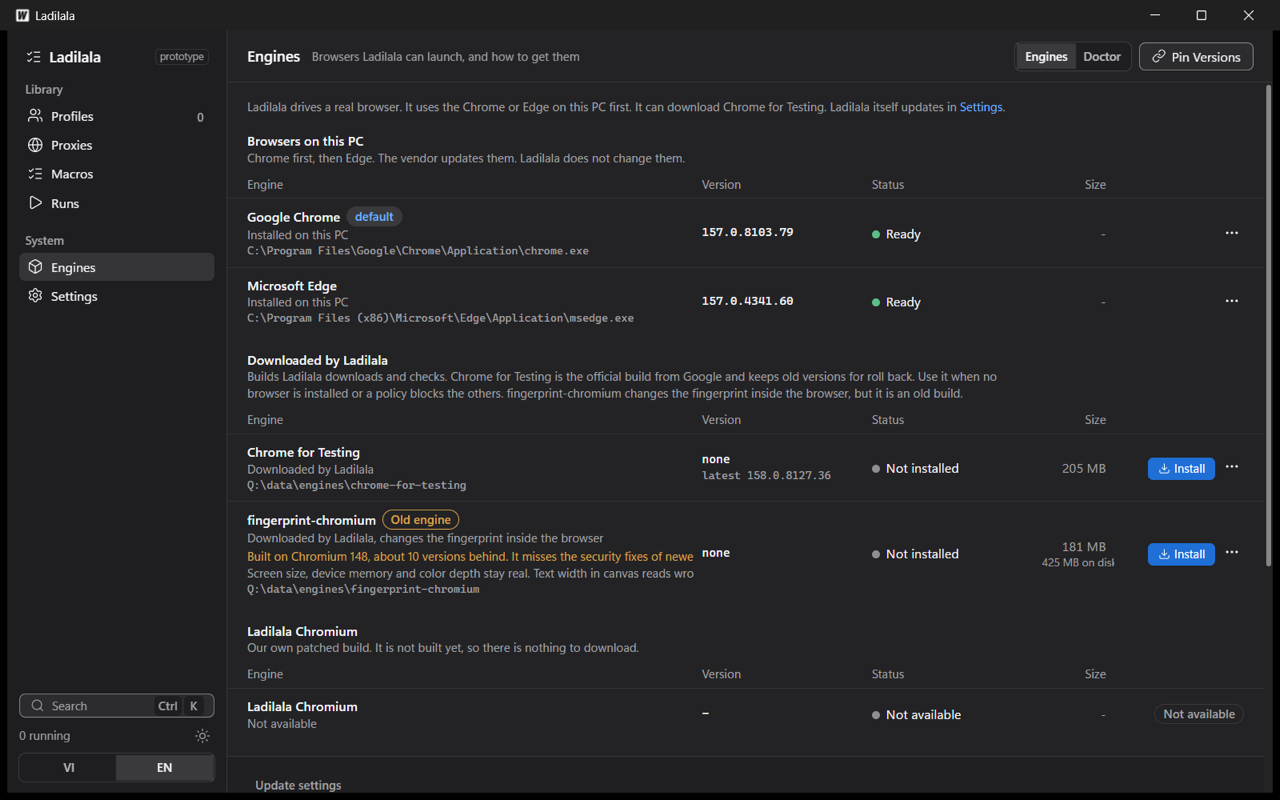 Ladilala
Ladilala
prototype
Library
Profiles
0
Proxies
Macros
Runs
System
Engines
Settings
Search
Ctrl
K
0 running
VI
EN
Engines
Browsers Ladilala can launch, and how to get them
Engines
Doctor
Pin Versions
Ladilala drives a real browser. It uses the Chrome or Edge on this PC first. It can download Chrome for Testing. Ladilala itself updates in Settings.
Browsers on this PC
Chrome first, then Edge. The vendor updates them. Ladilala does not change them.
Engine Version Status Size
Google Chrome default
Installed on this PC
C:\Program Files\Google\Chrome\Application\chrome.exe
157.0.8103.79
Ready
-
Microsoft Edge
Installed on this PC
C:\Program Files (x86)\Microsoft\Edge\Application\msedge.exe
157.0.4341.60
Ready
-
Downloaded by Ladilala
Builds Ladilala downloads and checks. Chrome for Testing is the official build from Google and keeps old versions for roll back. Use it when no
browser is installed or a policy blocks the others. fingerprint-chromium changes the fingerprint inside the browser, but it is an old build.
Engine Version Status Size
Chrome for Testing
Downloaded by Ladilala
Q:\data\engines\chrome-for-testing
none
latest 158.0.8127.36
Not installed
205 MB
Install
fingerprint-chromium Old engine
Downloaded by Ladilala, changes the fingerprint inside the browser
Built on Chromium 148, about 10 versions behind. It misses the security fixes of newe
Screen size, device memory and color depth stay real. Text width in canvas reads wro
Q:\data\engines\fingerprint-chromium
none
Not installed
181 MB
425 MB on disk
Install
Ladilala Chromium
Our own patched build. It is not built yet, so there is nothing to download.
Engine Version Status Size
Ladilala Chromium
Not available
–
Not available
-
Not available
Update settings